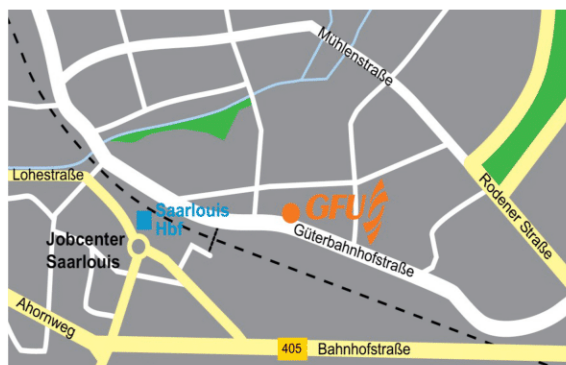 Mühlenstraße
Lohestraße
Saarlouis
Hbf
GFU
Rodener Straße
Jobcenter
Saarlouis
Güterbahnhofstraße
Ahornweg
405
Bahnhofstraße